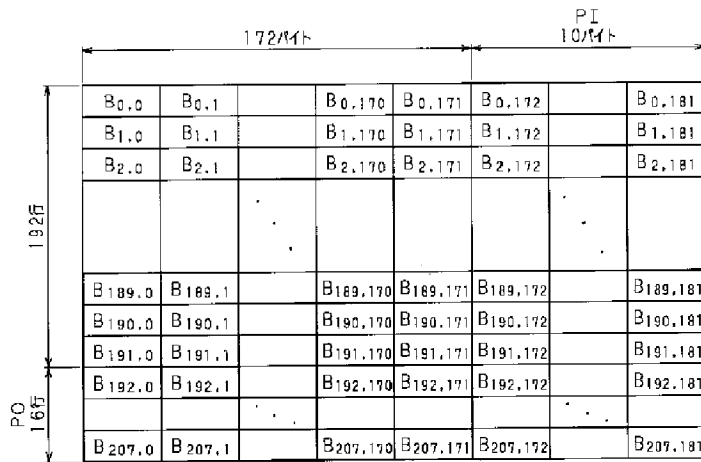 PI
172バイト 10バイト
B0,0 B0,1 B0,170 B0,171 B0,172 B0,181
B1,0 B1,1 B1,170 B1,171 B1,172 B1,181
B2,0 B2,1 B2,170 B2,171 B2,172 B2,181
192行
B189,0 B189,1 B189,170 B189,171 B189,172 B189,181
B190,0 B190,1 B190,170 B190,171 B190,172 B190,181
B191,0 B191,1 B191,170 B191,171 B191,172 B191,181
B192,0 B192,1 B192,170 B192,171 B192,172 B192,181
PO
16行
B207,0 B207,1 B207,170 B207,171 B207,172 B207,181